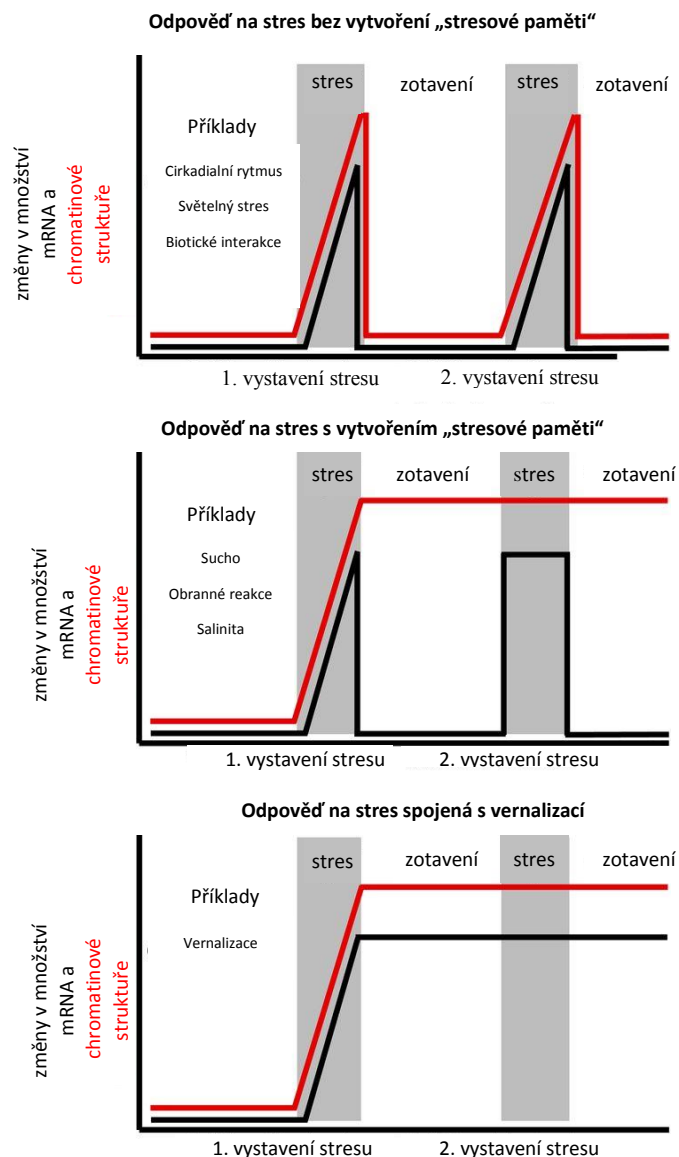 Odpověď na stres bez vytvoření „stresové paměti“
stres zotavení stres zotavení
Příklady
Cirkadialní rytmus
Světelný stres
Biotické interakce
změny v množství
mRNA a
chromatinové
struktuře
1. vystavení stresu 2. vystavení stresu
Odpověď na stres s vytvořením „stresové paměti“
stres zotavení stres zotavení
Příklady
Sucho
Obranné reakce
Salinita
změny v množství
mRNA a
chromatinové
struktuře
1. vystavení stresu 2. vystavení stresu
Odpověď na stres spojená s vernalizací
stres zotavení stres zotavení
Příklady
Vernalizace
změny v množství
mRNA a
chromatinové
struktuře
1. vystavení stresu 2. vystavení stresu